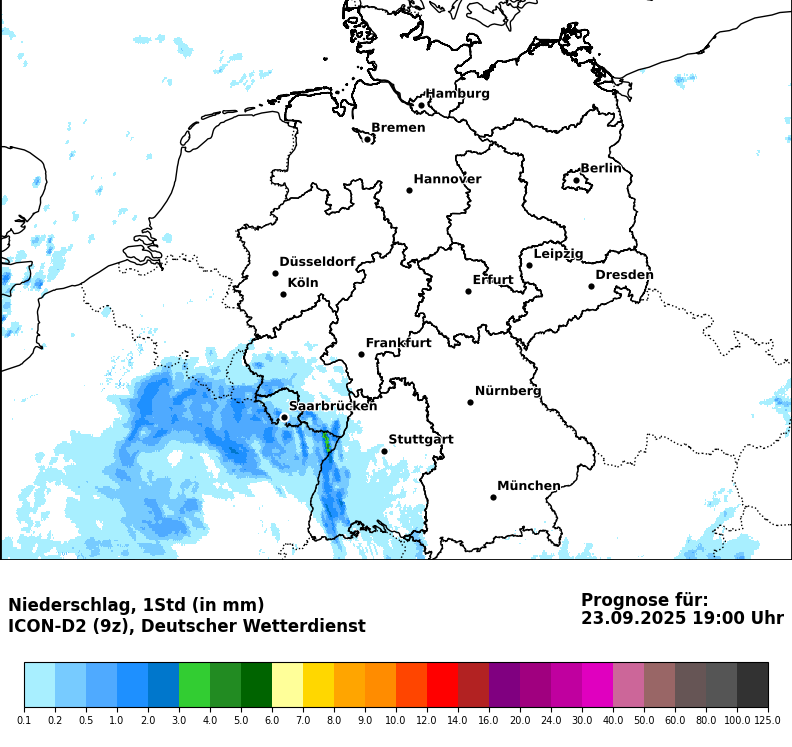 Hamburg
Bremen
Berlin
Hannover
Leipzig
Düsseldorf
Dresden
Köln
Erfurt
Frankfurt
Nürnberg
Saarbrücken
Stuttgart
München
Niederschlag, 1Std (in mm)
ICON-D2 (9z), Deutscher Wetterdienst
Prognose für:
23.09.2025 19:00 Uhr
0.1 0.2 0.5 1.0 2.0 3.0 4.0 5.0 6.0 7.0 8.0 9.0 10.0 12.0 14.0 16.0 20.0 24.0 30.0 40.0 50.0 60.0 80.0 100.0 125.0